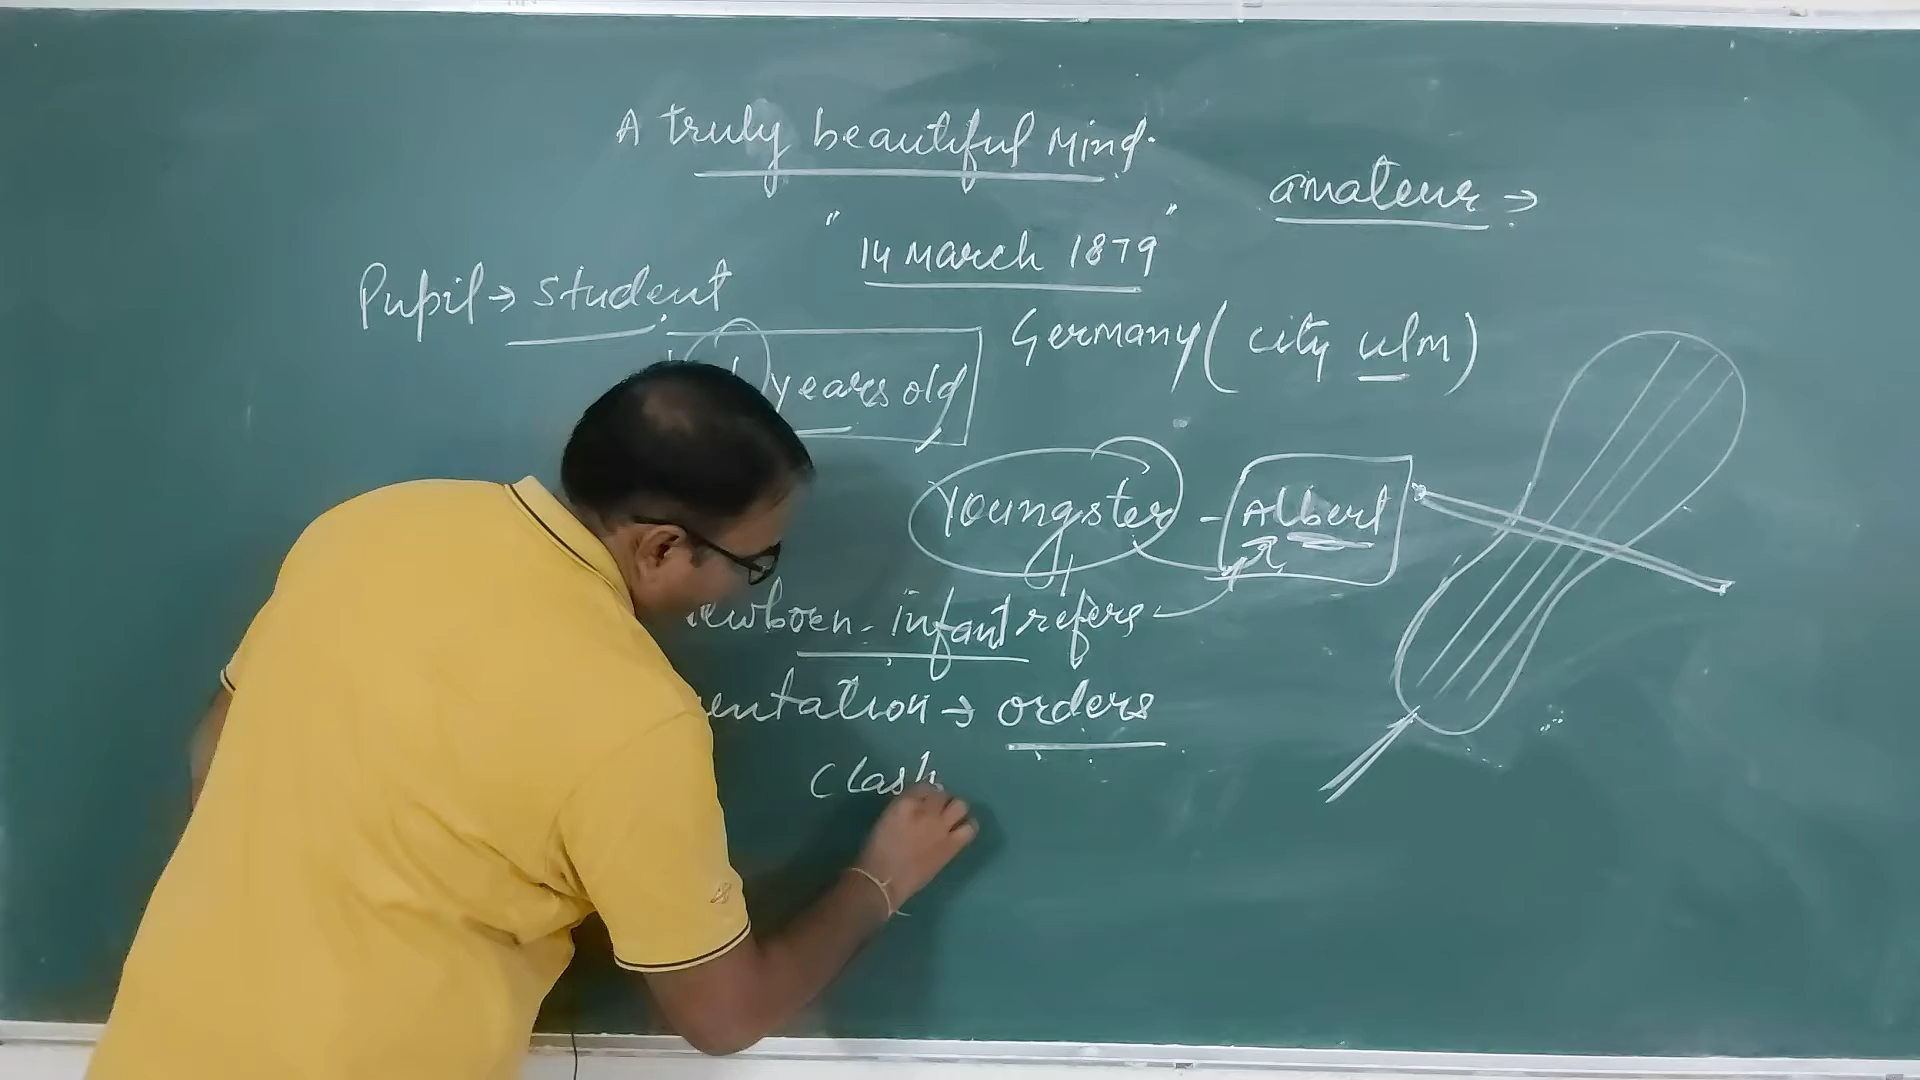 A truly beautiful Mind.
amateur →
" 14 March 1879 "
Pupil → student
Germany ( city ulm )
years old
Youngster - Albert
infant refers
→ orders
Clash